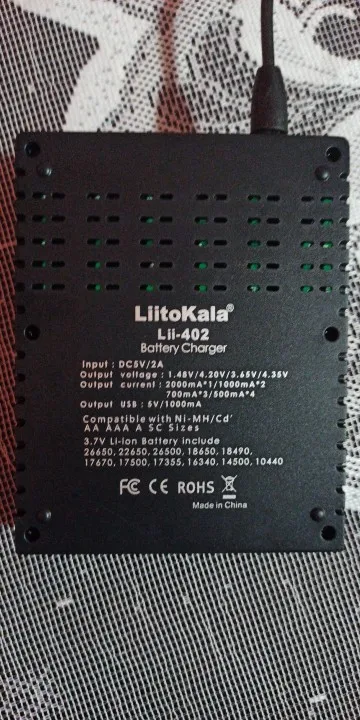 LiitoKala®
Lii-402
Battery Charger
Input : DC5V/2A
Output voltage : 1.48V/4.20V/3.65V/4.35V
Output current : 2000mA*1/1000mA*2
700mA*3/500mA*4
Output USB : 5V/1000mA
Compatible with Ni-MH/Cd'
AA AAA A SC Sizes
3.7V Li-Ion Battery include
26650, 22650, 26500, 18650, 18490,
17670, 17500, 17355, 16340, 14500, 10440
FC CE ROHS
Made in China